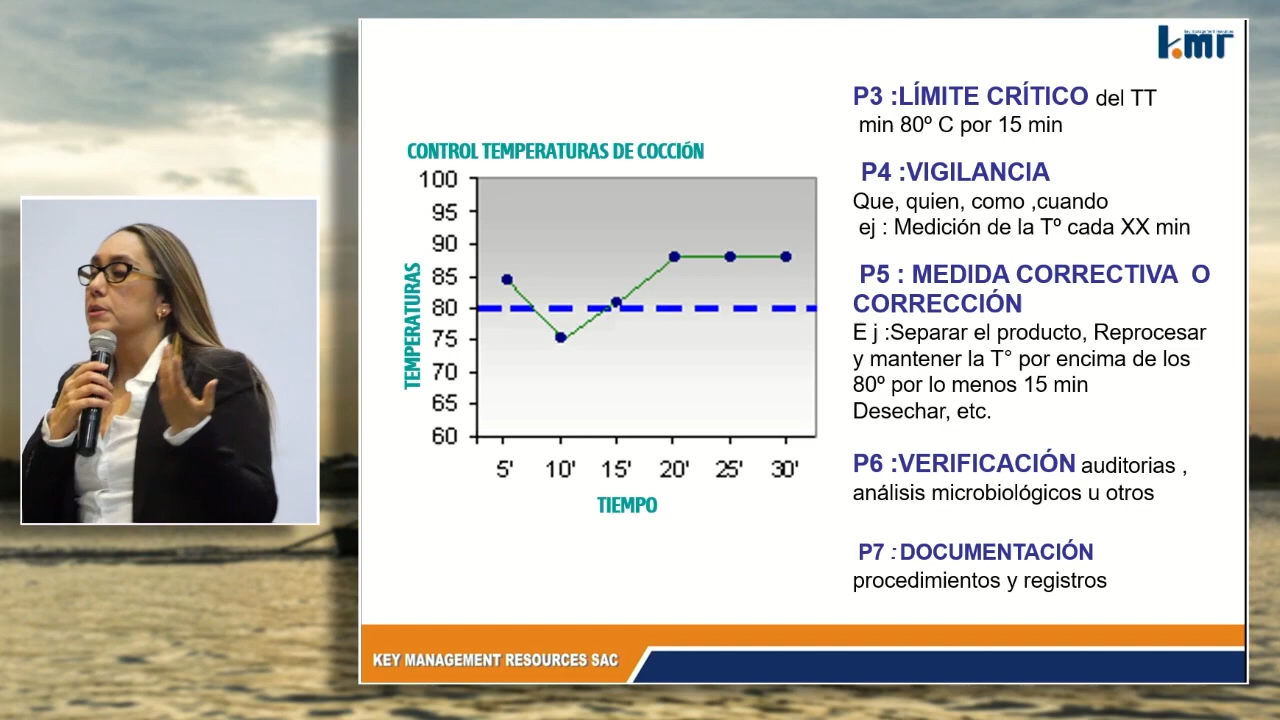 kmr
CONTROL TEMPERATURAS DE COCCIÓN
100
95
90
85
80
75
70
65
60
TEMPERATURAS
5' 10' 15' 20' 25' 30'
TIEMPO
P3 :LÍMITE CRÍTICO del TT
min 80º C por 15 min
P4 :VIGILANCIA
Que, quien, como ,cuando
ej : Medición de la Tº cada XX min
P5 : MEDIDA CORRECTIVA O
CORRECCIÓN
E j :Separar el producto, Reprocesar
y mantener la T° por encima de los
80º por lo menos 15 min
Desechar, etc.
P6 :VERIFICACIÓN auditorias ,
análisis microbiológicos u otros
P7 :DOCUMENTACIÓN
procedimientos y registros
KEY MANAGEMENT RESOURCES SAC